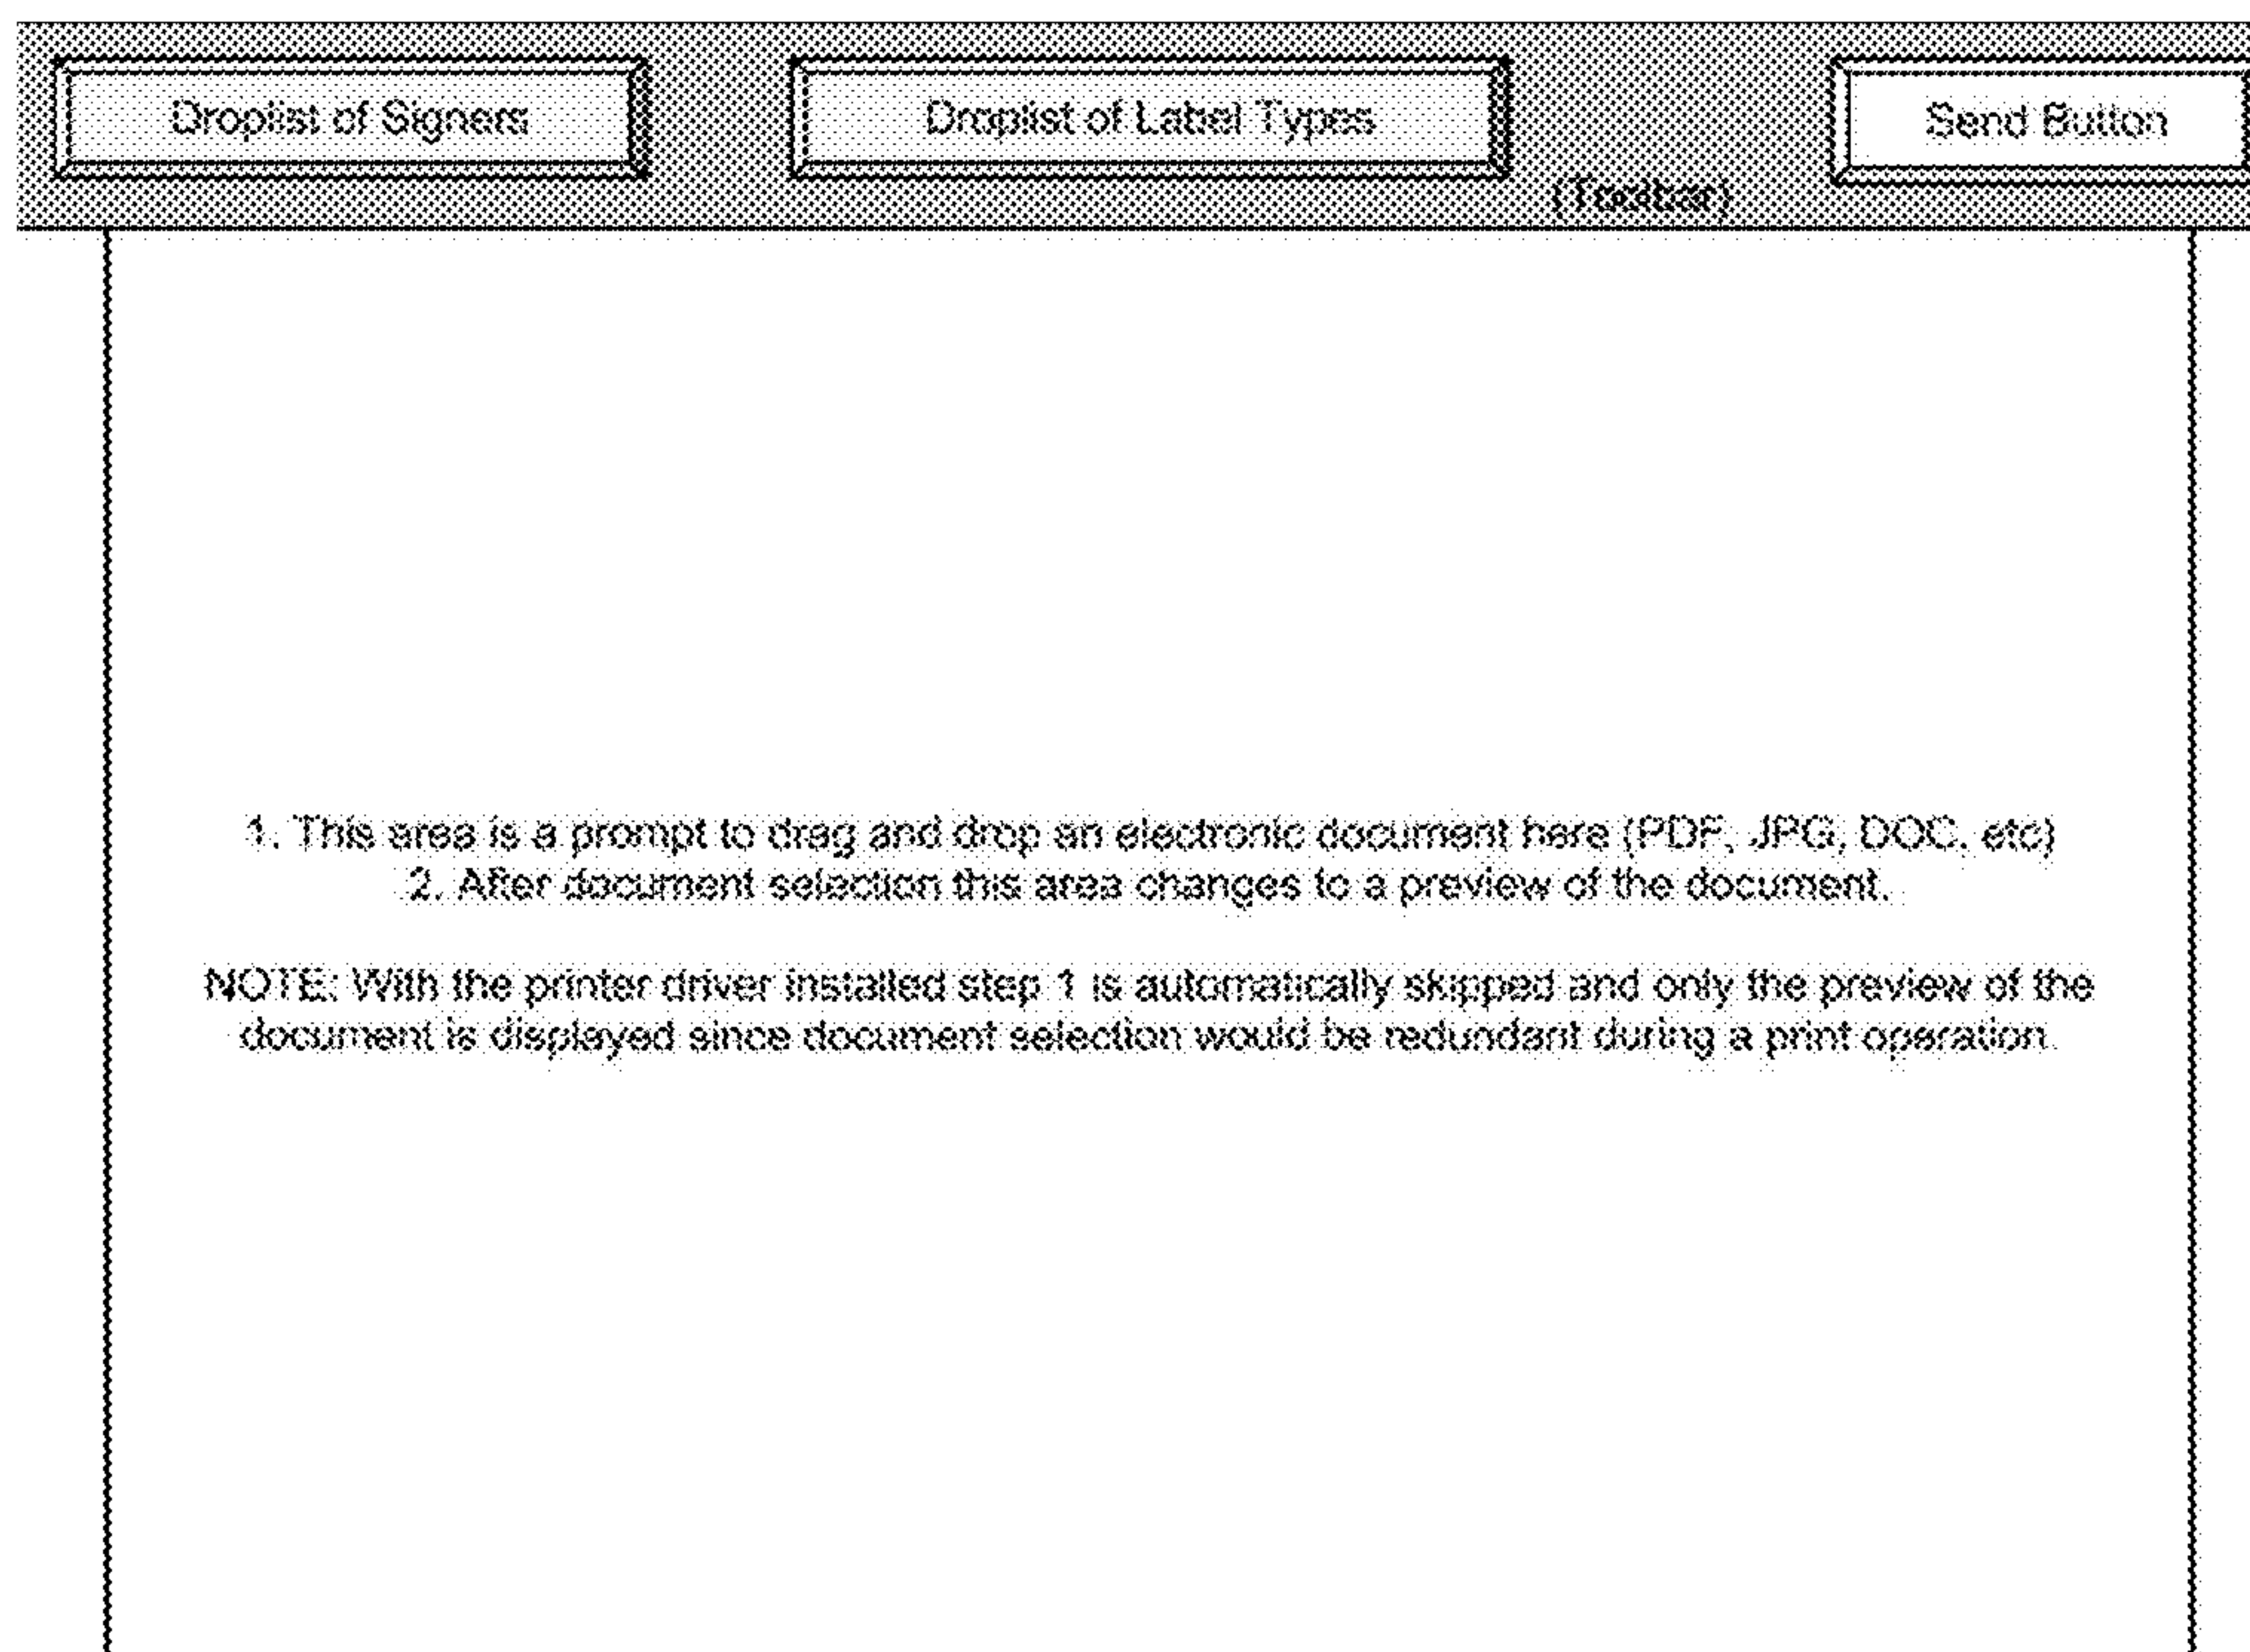 Droplist of Signers
Droplist of Label Types
Send Button
(Toolbar)
1. This area is a prompt to drag and drop an electronic document here (PDF, JPG, DOC, etc)
2. After document selection this area changes to a preview of the document.
NOTE: With the printer driver installed step 1 is automatically skipped and only the preview of the
document is displayed since document selection would be redundant during a print operation.